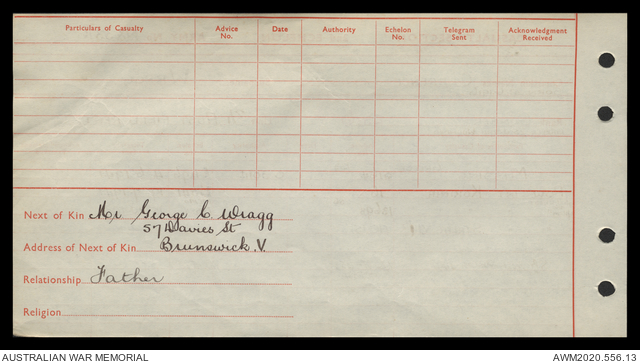 Particulars of Casualty Advice No. Date Authority Echelon No. Telegram Sent Acknowledgment Received
Next of Kin Mr George C. Wragg
57 Davies St
Address of Next of Kin Brunswick. V.
Relationship Father
Religion
AUSTRALIAN WAR MEMORIAL AWM2020.556.13